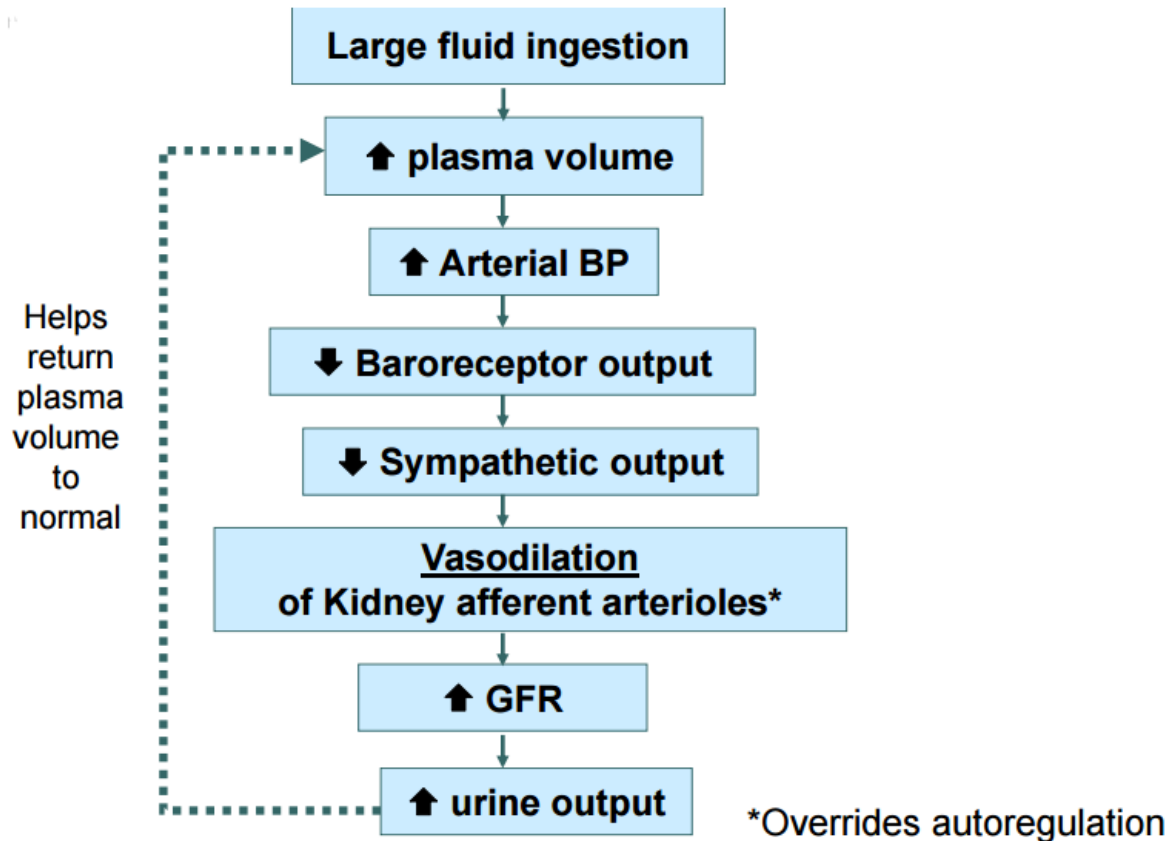 Large fluid ingestion
⬆ plasma volume
⬆ Arterial BP
⬇ Baroreceptor output
⬇ Sympathetic output
Vasodilation
of Kidney afferent arterioles*
⬆ GFR
⬆ urine output
Helps
return
plasma
volume
to
normal
*Overrides autoregulation